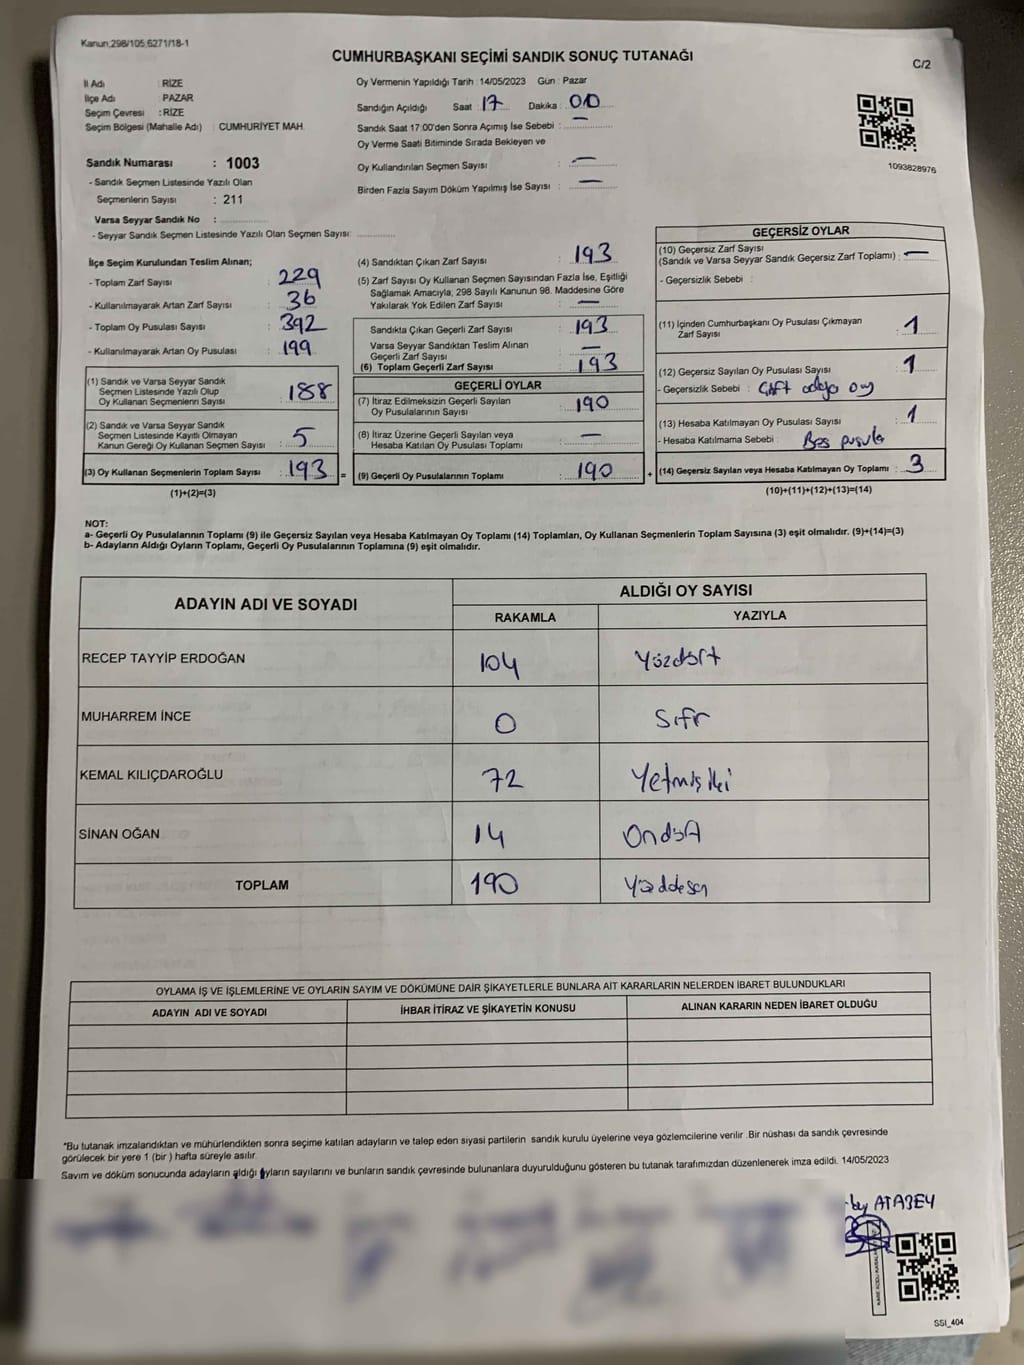 Kanun,298/105,6271/18-1
CUMHURBAŞKANI SEÇİMİ SANDIK SONUÇ TUTANAĞI
C/2
İl Adı : RİZE
İlçe Adı : PAZAR
Seçim Çevresi : RİZE
Seçim Bölgesi (Mahalle Adı) : CUMHURİYET MAH.
Sandık Numarası : 1003
- Sandık Seçmen Listesinde Yazılı Olan
Seçmenlerin Sayısı : 211
Varsa Seyyar Sandık No :
- Seyyar Sandık Seçmen Listesinde Yazılı Olan Seçmen Sayısı:
Oy Vermenin Yapıldığı Tarih : 14/05/2023 Gün : Pazar
Sandığın Açıldığı Saat : 17 Dakika : 00
Sandık Saat 17:00'den Sonra Açımış İse Sebebi : —
Oy Verme Saati Bitiminde Sırada Bekleyen ve
Oy Kullandırılan Seçmen Sayısı : —
Birden Fazla Sayım Döküm Yapılmış İse Sayısı : —
1093828976
İlçe Seçim Kurulundan Teslim Alınan;
- Toplam Zarf Sayısı : 229
- Kullanılmayarak Artan Zarf Sayısı : 36
- Toplam Oy Pusulası Sayısı : 392
- Kullanılmayarak Artan Oy Pusulası : 199
(1) Sandık ve Varsa Seyyar Sandık
Seçmen Listesinde Yazılı Olup
Oy Kullanan Seçmenlerin Sayısı : 188
(2) Sandık ve Varsa Seyyar Sandık
Seçmen Listesinde Kayıtlı Olmayan
Kanun Gereği Oy Kullanan Seçmen Sayısı : 5
(3) Oy Kullanan Seçmenlerin Toplam Sayısı : 193 =
(1)+(2)=(3)
(4) Sandıktan Çıkan Zarf Sayısı : 193
(5) Zarf Sayısı Oy Kullanan Seçmen Sayısından Fazla İse, Eşitliği
Sağlamak Amacıyla, 298 Sayılı Kanunun 98. Maddesine Göre
Yakılarak Yok Edilen Zarf Sayısı : —
Sandıkta Çıkan Geçerli Zarf Sayısı : 193
Varsa Seyyar Sandıktan Teslim Alınan
Geçerli Zarf Sayısı : —
(6) Toplam Geçerli Zarf Sayısı : 193
GEÇERLİ OYLAR
(7) İtiraz Edilmeksizin Geçerli Sayılan
Oy Pusulalarının Sayısı : 190
(8) İtiraz Üzerine Geçerli Sayılan veya
Hesaba Katılan Oy Pusulası Toplamı : —
(9) Geçerli Oy Pusulalarının Toplamı : 190 +
GEÇERSİZ OYLAR
(10) Geçersiz Zarf Sayısı
(Sandık ve Varsa Seyyar Sandık Geçersiz Zarf Toplamı) : —
- Geçersizlik Sebebi :
(11) İçinden Cumhurbaşkanı Oy Pusulası Çıkmayan
Zarf Sayısı : 1
(12) Geçersiz Sayılan Oy Pusulası Sayısı : 1
- Geçersizlik Sebebi : Çift adaya oy
(13) Hesaba Katılmayan Oy Pusulası Sayısı : 1
- Hesaba Katılmama Sebebi : Boş pusula
(14) Geçersiz Sayılan veya Hesaba Katılmayan Oy Toplamı : 3
(10)+(11)+(12)+(13)=(14)
NOT:
a- Geçerli Oy Pusulalarının Toplamı (9) ile Geçersiz Sayılan veya Hesaba Katılmayan Oy Toplamı (14) Toplamları, Oy Kullanan Seçmenlerin Toplam Sayısına (3) eşit olmalıdır. (9)+(14)=(3)
b- Adayların Aldığı Oyların Toplamı, Geçerli Oy Pusulalarının Toplamına (9) eşit olmalıdır.
ADAYIN ADI VE SOYADI
ALDIĞI OY SAYISI
RAKAMLA YAZIYLA
RECEP TAYYİP ERDOĞAN 104 Yüzdört
MUHARREM İNCE 0 Sıfır
KEMAL KILIÇDAROĞLU 72 Yetmiş iki
SİNAN OĞAN 14 Ondört
TOPLAM 190
OYLAMA İŞ VE İŞLEMLERİNE VE OYLARIN SAYIM VE DÖKÜMÜNE DAİR ŞİKAYETLERLE BUNLARA AİT KARARLARIN NELERDEN İBARET BULUNDUKLARI
ADAYIN ADI VE SOYADI İHBAR İTİRAZ VE ŞİKAYETİN KONUSU ALINAN KARARIN NEDEN İBARET OLDUĞU
*Bu tutanak imzalandıktan ve mühürlendikten sonra seçime katılan adayların ve talep eden siyasi partilerin sandık kurulu üyelerine veya gözlemcilerine verilir .Bir nüshası da sandık çevresinde
görülecek bir yere 1 (bir ) hafta süreyle asılır.
Sayım ve döküm sonucunda adayların aldığı oyların sayılarını ve bunların sandık çevresinde bulunanlara duyurulduğunu gösteren bu tutanak tarafımızdan düzenlenerek imza edildi. 14/05/2023
ATABEY
SSI_404